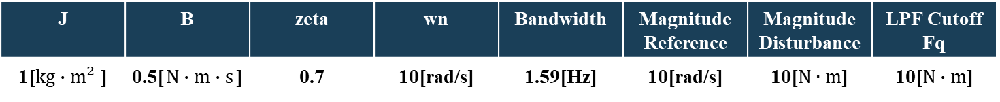 J B zeta wn Bandwidth Magnitude Reference Magnitude Disturbance LPF Cutoff Fq
1[kg · m² ] 0.5[N · m · s] 0.7 10[rad/s] 1.59[Hz] 10[rad/s] 10[N · m] 10[N · m]